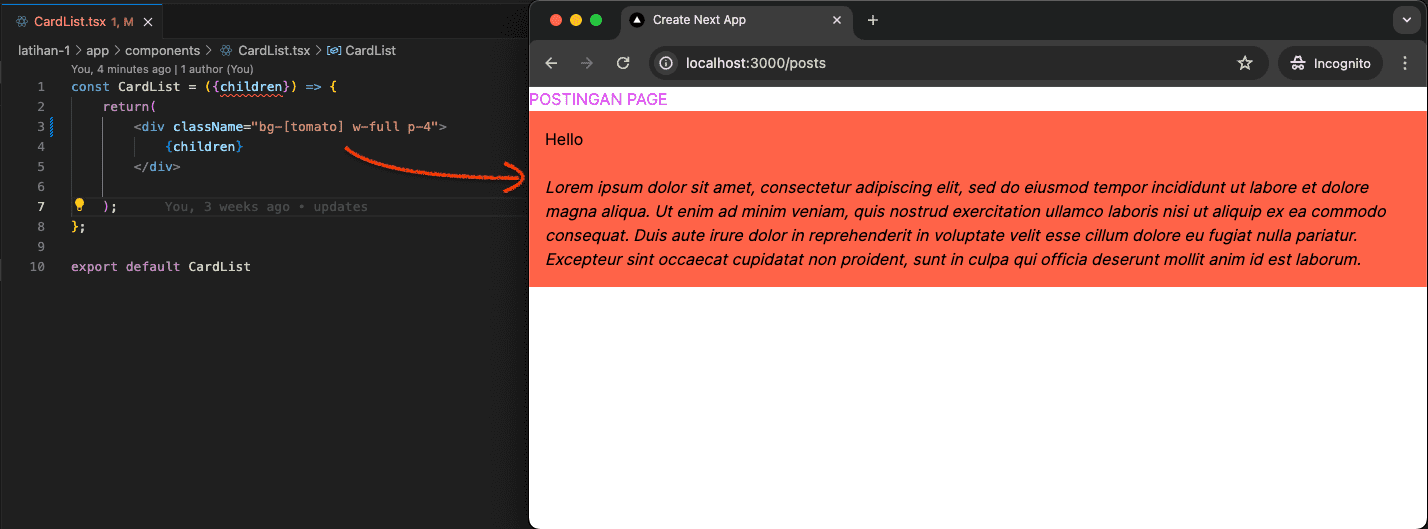 CardList.tsx 1, M
latihan-1 > app > components > CardList.tsx > CardList
You, 4 minutes ago | 1 author (You)
1 const CardList = ({children}) => {
2 return(
3 <div className="bg-[tomato] w-full p-4">
4 {children}
5 </div>
6
7 ); You, 3 weeks ago • updates
8 };
9
10 export default CardList
Create Next App
localhost:3000/posts
Incognito
POSTINGAN PAGE
Hello
Lorem ipsum dolor sit amet, consectetur adipiscing elit, sed do eiusmod tempor incididunt ut labore et dolore
magna aliqua. Ut enim ad minim veniam, quis nostrud exercitation ullamco laboris nisi ut aliquip ex ea commodo
consequat. Duis aute irure dolor in reprehenderit in voluptate velit esse cillum dolore eu fugiat nulla pariatur.
Excepteur sint occaecat cupidatat non proident, sunt in culpa qui officia deserunt mollit anim id est laborum.